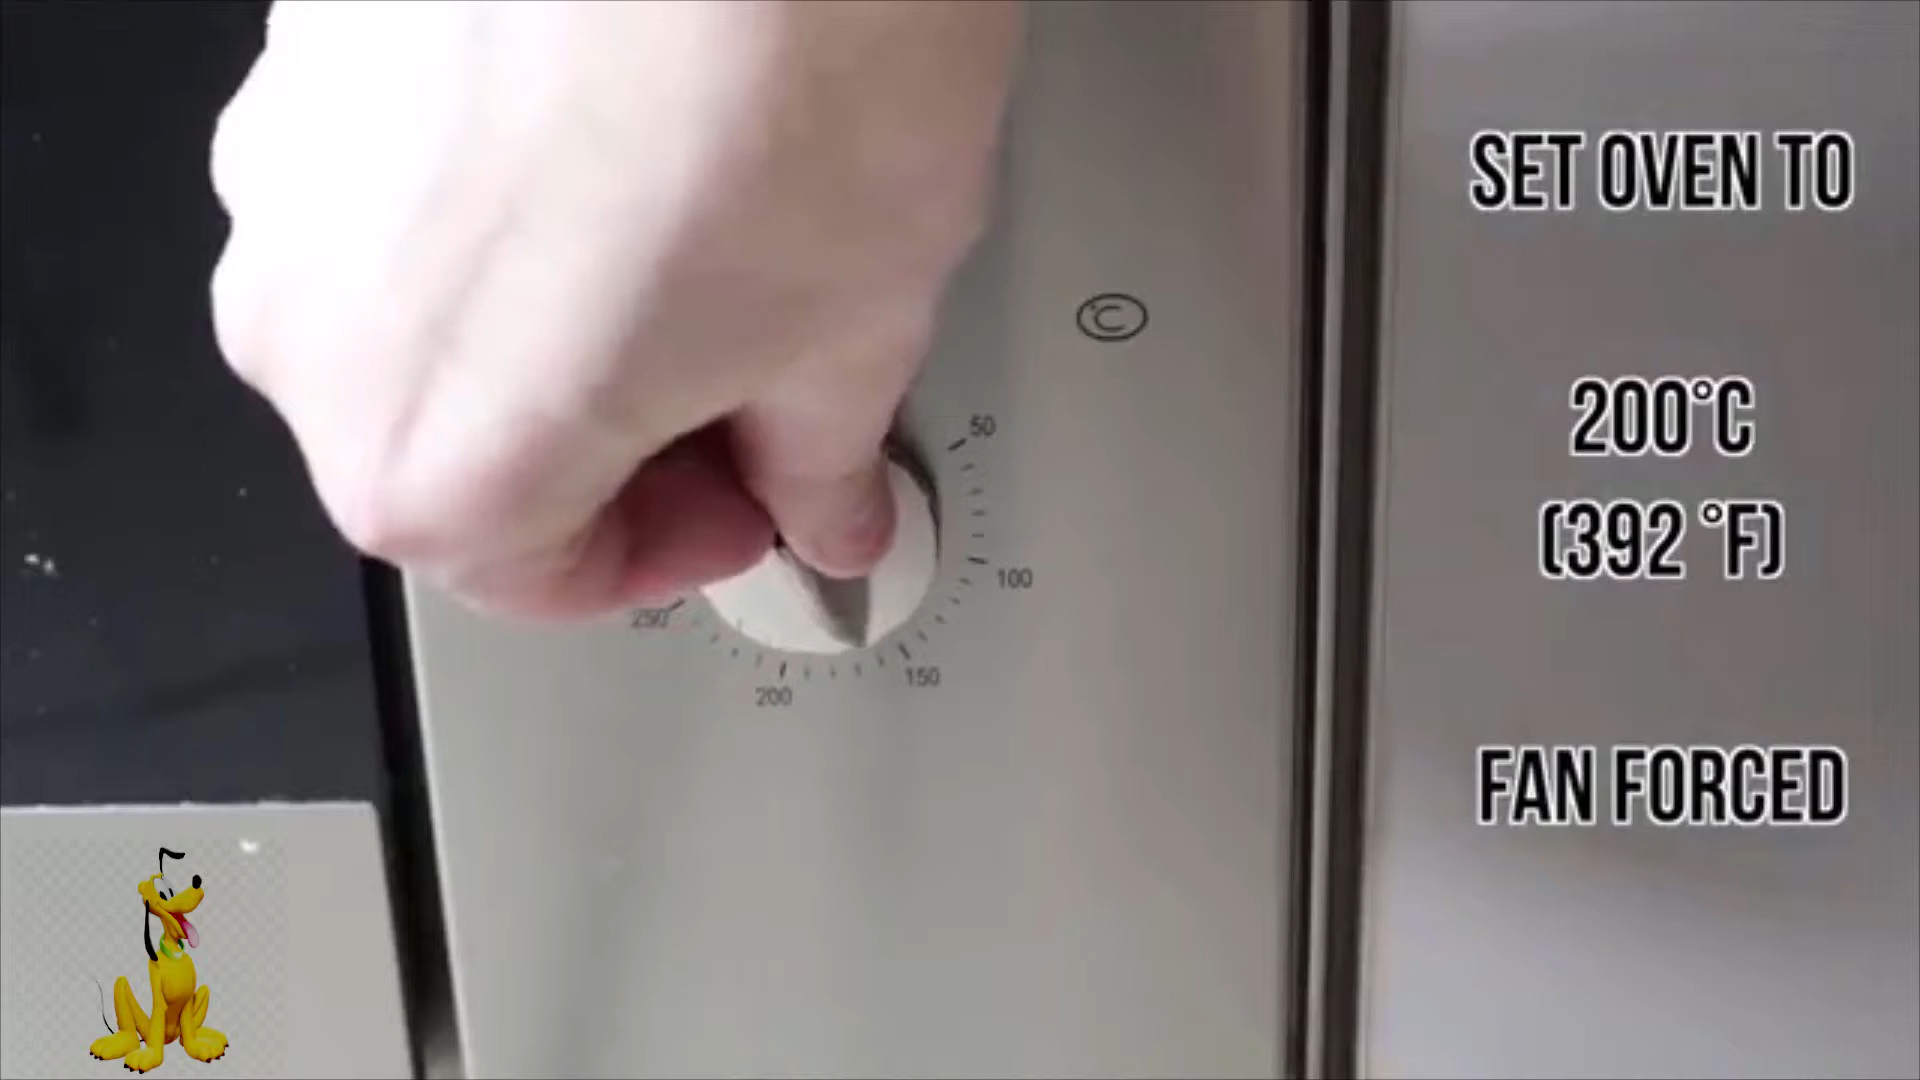 SET OVEN TO
°C
200°C
50
(392 °F)
100
250
150
200
FAN FORCED